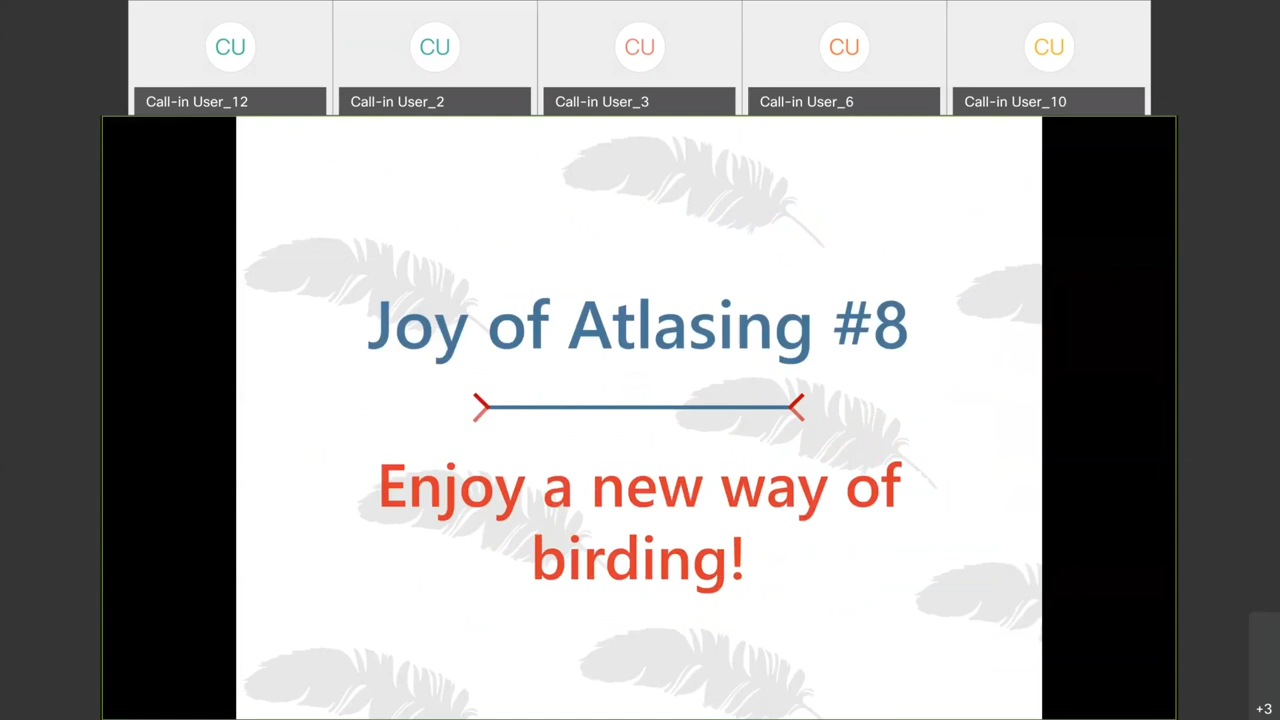 CU CU CU CU CU
Call-in User_12 Call-in User_2 Call-in User_3 Call-in User_6 Call-in User_10
Joy of Atlasing #8
Enjoy a new way of
birding!
+3